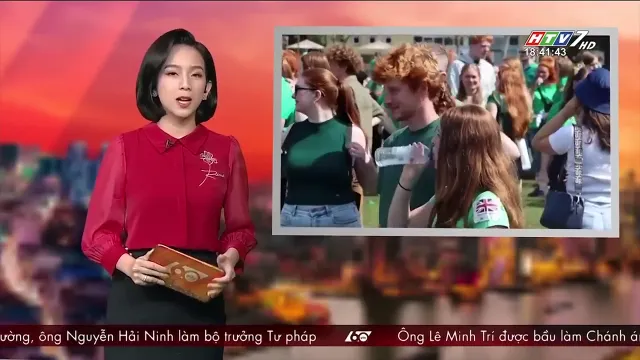 HTV7 HD
18:41:43
ường, ông Nguyễn Hải Ninh làm bộ trưởng Tư pháp
60
Ông Lê Minh Trí được bầu làm Chánh á